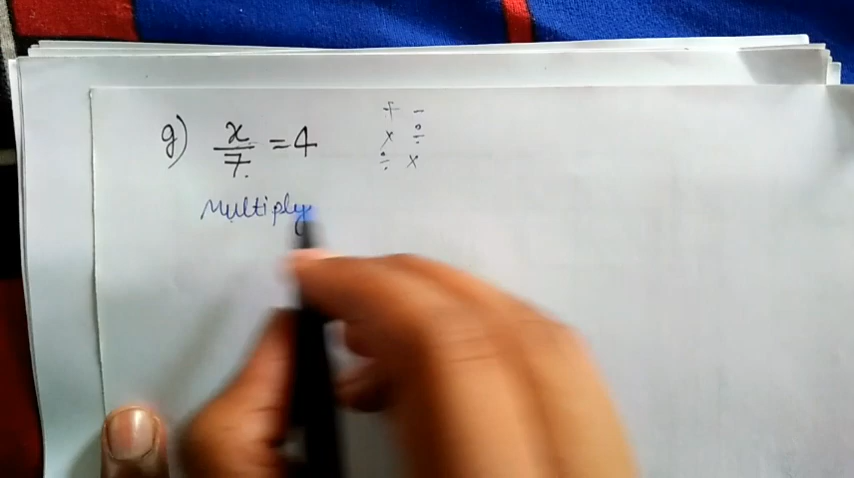 g) x/7 = 4
+ −
× ÷
÷ ×
Multiply